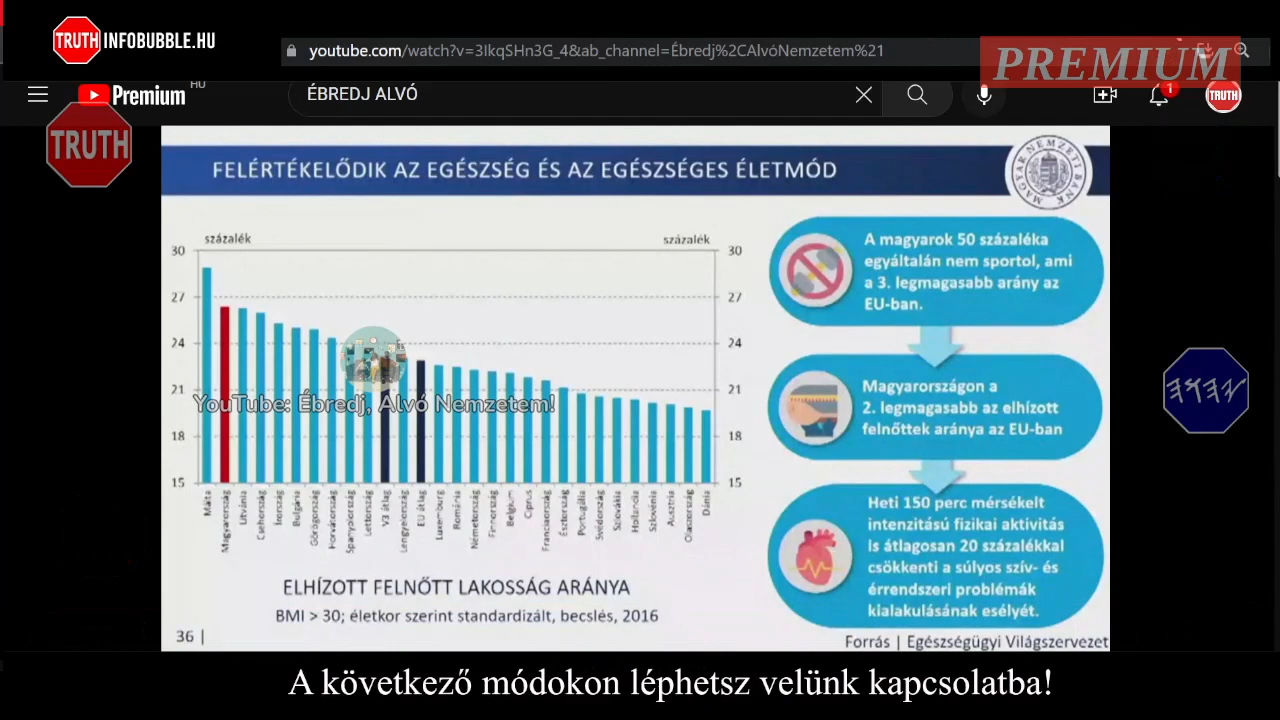 TRUTH INFOBUBBLE.HU
youtube.com/watch?v=3IkqSHn3G_4&ab_channel=Ébredj%2CAlvóNemzetem%21
PREMIUM
Premium HU
ÉBREDJ ALVÓ
1
TRUTH
TRUTH
FELÉRTÉKELŐDIK AZ EGÉSZSÉG ÉS AZ EGÉSZSÉGES ÉLETMÓD
MAGYAR NEMZETI BANK
százalék
százalék
30
27
24
21
18
15
30
27
24
21
18
15
YouTube: Ébredj, Alvó Nemzetem!
Málta
Magyarország
Litvánia
Csehország
Írország
Bulgária
Görögország
Horvátország
Spanyolország
Lettország
V3 átlag
Lengyelország
EU átlag
Luxemburg
Románia
Németország
Finnország
Belgium
Ciprus
Franciaország
Észtország
Portugália
Svédország
Szlovákia
Hollandia
Szlovénia
Ausztria
Olaszország
Dánia
ELHÍZOTT FELNŐTT LAKOSSÁG ARÁNYA
BMI > 30; életkor szerint standardizált, becslés, 2016
36 |
A magyarok 50 százaléka
egyáltalán nem sportol, ami
a 3. legmagasabb arány az
EU-ban.
Magyarországon a
2. legmagasabb az elhízott
felnőttek aránya az EU-ban
Heti 150 perc mérsékelt
intenzitású fizikai aktivitás
is átlagosan 20 százalékkal
csökkenti a súlyos szív- és
érrendszeri problémák
kialakulásának esélyét.
Forrás | Egészségügyi Világszervezet
A következő módokon léphetsz velünk kapcsolatba!